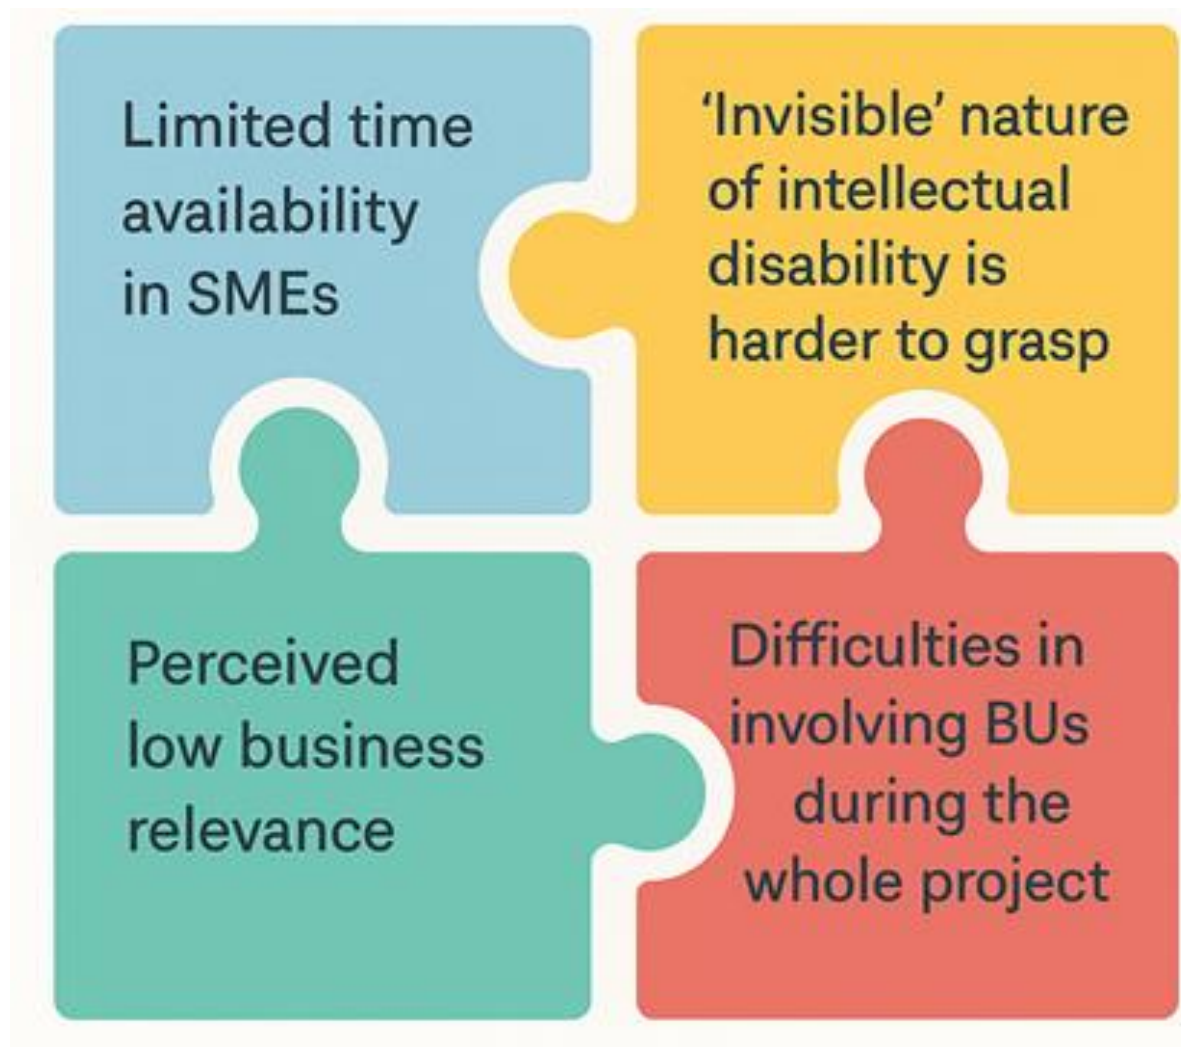 Limited time
availability
in SMEs
‘Invisible’ nature
of intellectual
disability is
harder to grasp
Perceived
low business
relevance
Difficulties in
involving BUs
during the
whole project